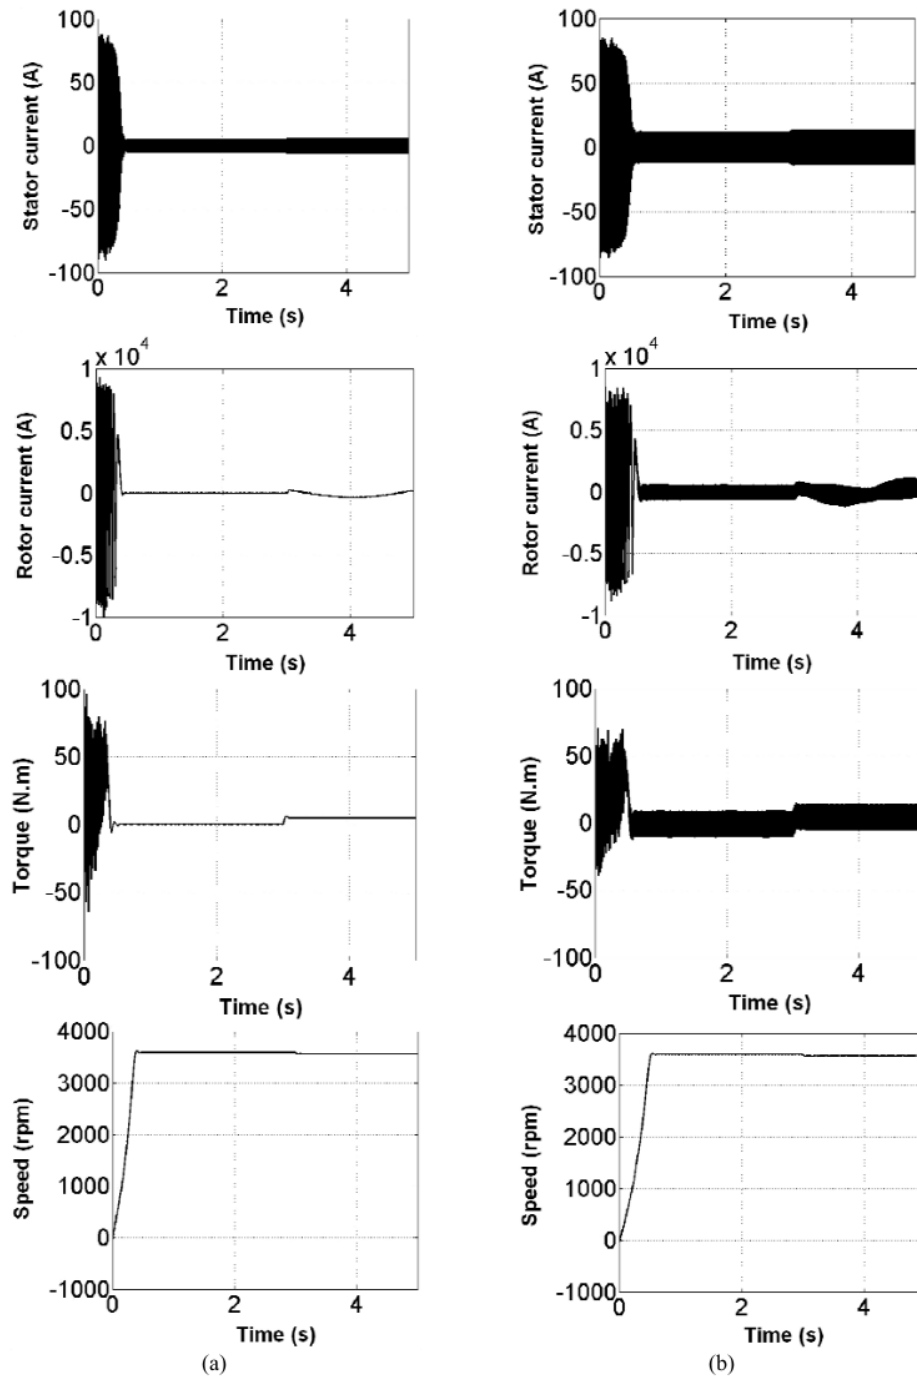 100
50
0
-50
-100
Stator current (A)
0 2 4
Time (s)
100
50
0
-50
-100
Stator current (A)
0 2 4
Time (s)
1 x 10^4
0.5
0
-0.5
-1
Rotor current (A)
0 2 4
Time (s)
1 x 10^4
0.5
0
-0.5
-1
Rotor current (A)
0 2 4
Time (s)
100
50
0
-50
-100
Torque (N.m)
0 2 4
Time (s)
100
50
0
-50
-100
Torque (N.m)
0 2 4
Time (s)
4000
3000
2000
1000
0
-1000
Speed (rpm)
0 2 4
Time (s)
4000
3000
2000
1000
0
-1000
Speed (rpm)
0 2 4
Time (s)
(a)
(b)